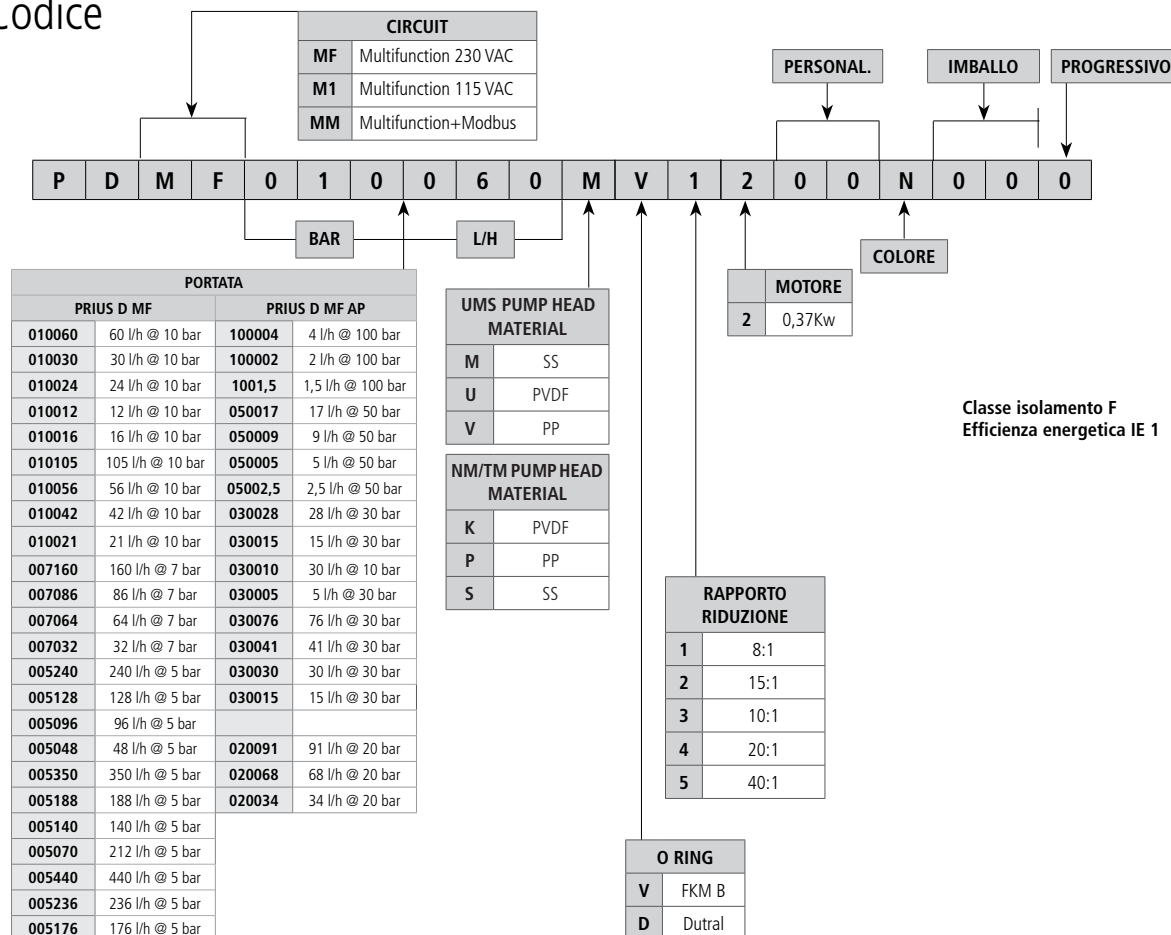 Codice
CIRCUIT
MF Multifunction 230 VAC
M1 Multifunction 115 VAC
MM Multifunction+Modbus
PERSONAL. IMBALLO PROGRESSIVO
P D M F 0 1 0 0 6 0 M V 1 2 0 0 N 0 0 0
BAR L/H
COLORE
PORTATA
PRIUS D MF PRIUS D MF AP
010060 60 l/h @ 10 bar 100004 4 l/h @ 100 bar
010030 30 l/h @ 10 bar 100002 2 l/h @ 100 bar
010024 24 l/h @ 10 bar 1001,5 1,5 l/h @ 100 bar
010012 12 l/h @ 10 bar 050017 17 l/h @ 50 bar
010016 16 l/h @ 10 bar 050009 9 l/h @ 50 bar
010105 105 l/h @ 10 bar 050005 5 l/h @ 50 bar
010056 56 l/h @ 10 bar 05002,5 2,5 l/h @ 50 bar
010042 42 l/h @ 10 bar 030028 28 l/h @ 30 bar
010021 21 l/h @ 10 bar 030015 15 l/h @ 30 bar
007160 160 l/h @ 7 bar 030010 30 l/h @ 10 bar
007086 86 l/h @ 7 bar 030005 5 l/h @ 30 bar
007064 64 l/h @ 7 bar 030076 76 l/h @ 30 bar
007032 32 l/h @ 7 bar 030041 41 l/h @ 30 bar
005240 240 l/h @ 5 bar 030030 30 l/h @ 30 bar
005128 128 l/h @ 5 bar 030015 15 l/h @ 30 bar
005096 96 l/h @ 5 bar
005048 48 l/h @ 5 bar 020091 91 l/h @ 20 bar
005350 350 l/h @ 5 bar 020068 68 l/h @ 20 bar
005188 188 l/h @ 5 bar 020034 34 l/h @ 20 bar
005140 140 l/h @ 5 bar
005070 212 l/h @ 5 bar
005440 440 l/h @ 5 bar
005236 236 l/h @ 5 bar
005176 176 l/h @ 5 bar
UMS PUMP HEAD
MATERIAL
M SS
U PVDF
V PP
NM/TM PUMP HEAD
MATERIAL
K PVDF
P PP
S SS
MOTORE
2 0,37Kw
Classe isolamento F
Efficienza energetica IE 1
RAPPORTO
RIDUZIONE
1 8:1
2 15:1
3 10:1
4 20:1
5 40:1
O RING
V FKM B
D Dutral